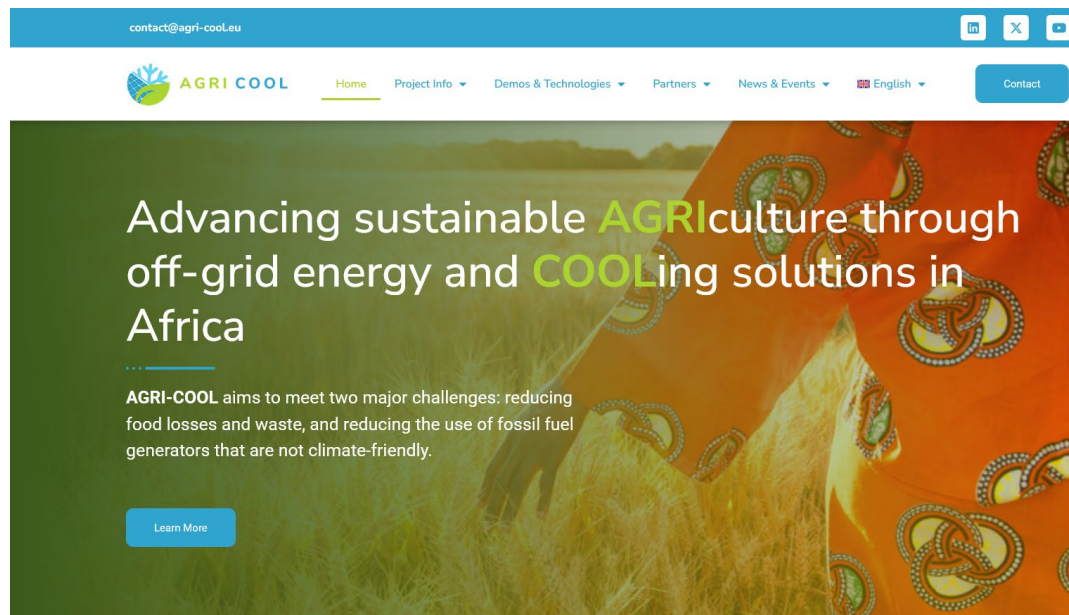 contact@agri-cool.eu
AGRI COOL
Home
Project Info
Demos & Technologies
Partners
News & Events
English
Contact
Advancing sustainable AGRIculture through
off-grid energy and COOLing solutions in
Africa
AGRI-COOL aims to meet two major challenges: reducing
food losses and waste, and reducing the use of fossil fuel
generators that are not climate-friendly.
Learn More